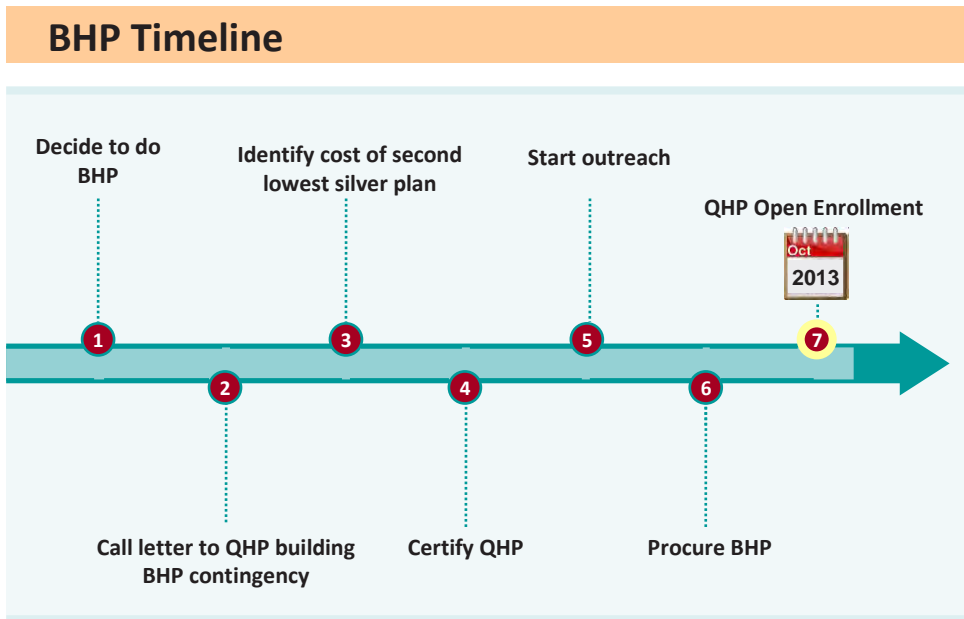 BHP Timeline
Decide to do
BHP
Identify cost of second
lowest silver plan
Start outreach
QHP Open Enrollment
Oct
2013
1
3
5
7
2
4
6
Call letter to QHP building
BHP contingency
Certify QHP
Procure BHP